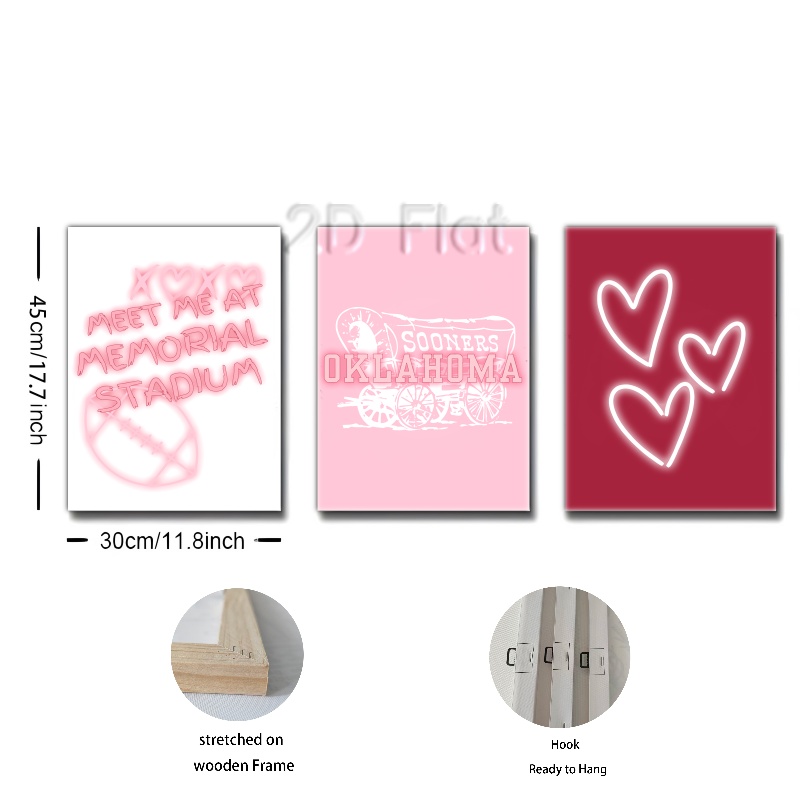 2D Flat
XOXO
MEET ME AT
MEMORIAL
STADIUM
SOONERS
OKLAHOMA
45cm/17.7inch
30cm/11.8inch
stretched on
wooden Frame
Hook
Ready to Hang